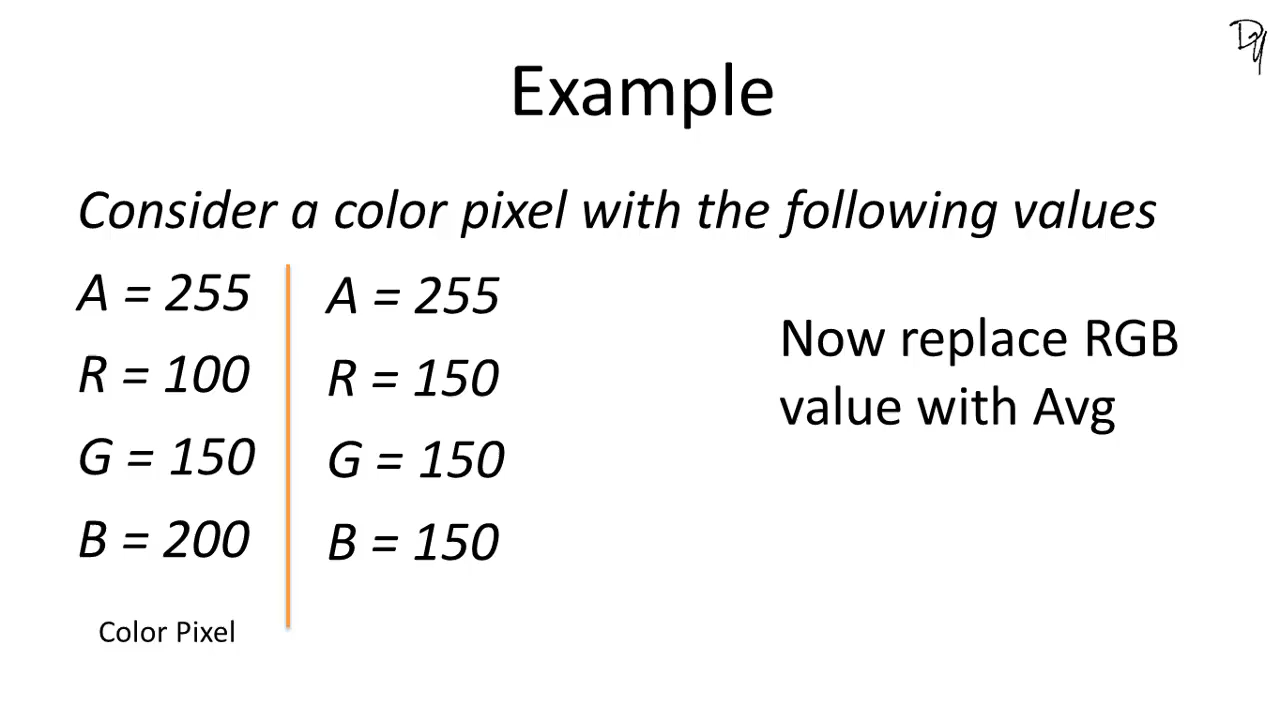 Example
Consider a color pixel with the following values
A = 255
R = 100
G = 150
B = 200
Color Pixel
A = 255
R = 150
G = 150
B = 150
Now replace RGB
value with Avg